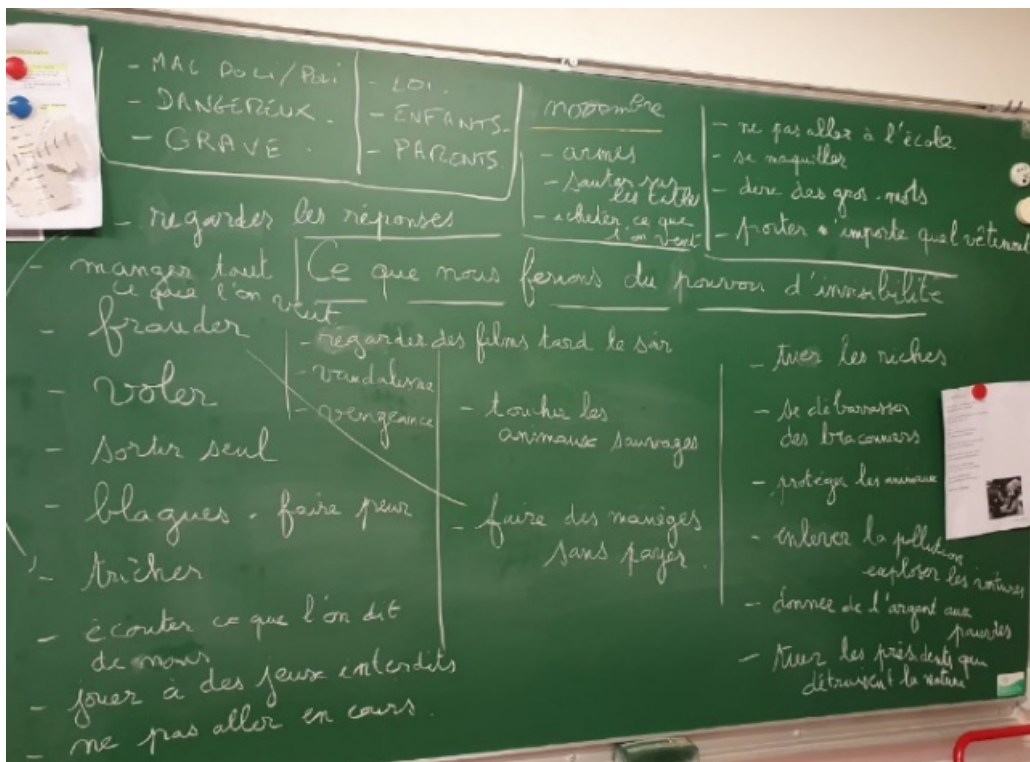 - MAL POLI/Poli
- DANGEREUX.
- GRAVE.
- LOI.
- ENFANTS.
- PARENTS.
- armes
- sauter sur
les tables
- acheter ce que
l'on veut
- ne pas aller à l'école
- se maquiller
- dire des gros-mots
- porter n'importe quel vêtement
- regarder les réponses
Ce que nous ferions du pouvoir d'invisibilité
- manger tout
ce que l'on veut
- frauder
- voler
- sortir seul
- blagues - faire peur
- tricher
- écouter ce que l'on dit
de nous
- jouer à des jeux interdits
- ne pas aller en cours.
- regarder des films tard le soir
- vandalisme
- vengeance
- toucher les
animaux sauvages
- faire des manèges
sans payer.
- tuer les riches
- se débarrasser
des braconniers
- protéger les animaux
- enlever la pollution
exploser les voitures
- donner de l'argent aux
pauvres
- tuer les présidents qui
détruisent la nature